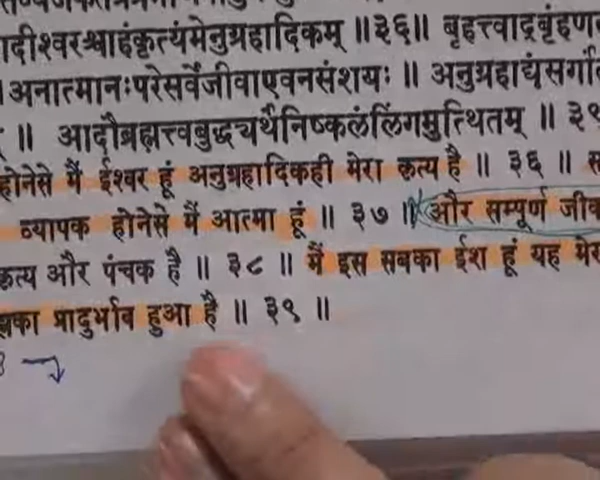 दीश्वरश्चाहंकृत्यंमेनुग्रहादिकम् ॥३६॥ बृहत्त्वाद्बृंहण
।अनात्मानःपरेसर्वेजीवाएवनसंशयः ॥ अनुग्रहाद्यंसर्गां
॥ आदौब्रह्मत्त्वबुद्ध्यर्थंनिष्कलंलिंगमुत्थितम् ॥ ३९
होनेसे मैं ईश्वर हूं अनुग्रहादिकही मेरा कृत्य है ॥ ३६ ॥ स
व्यापक होनेसे मैं आत्मा हूं ॥ ३७ ॥ और सम्पूर्ण जीव
कृत्य और पंचक है ॥ ३८ ॥ मैं इस सबका ईश हूं यह मेर
का प्रादुर्भाव हुआ है ॥ ३९ ॥